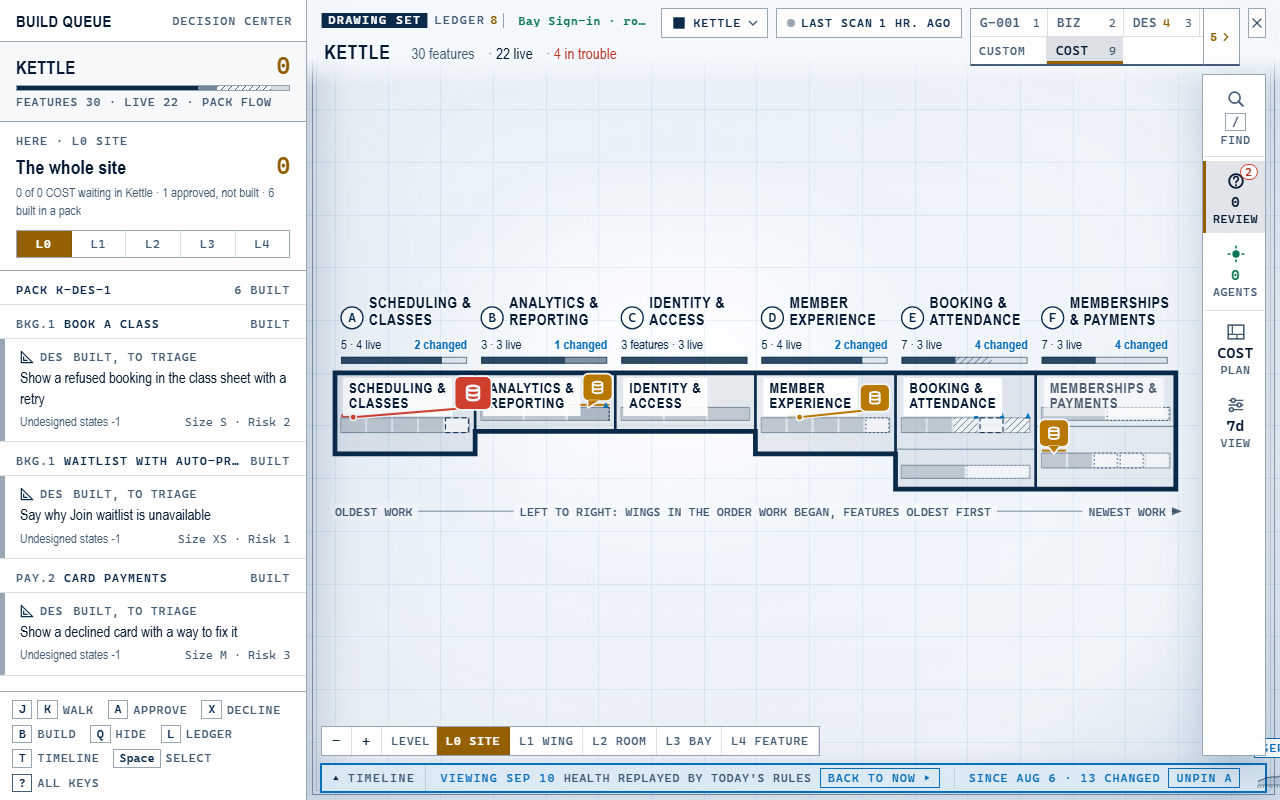 BUILD QUEUE DECISION CENTER
KETTLE 0
FEATURES 30 · LIVE 22 · PACK FLOW
HERE · L0 SITE
The whole site 0
0 of 0 COST waiting in Kettle · 1 approved, not built · 6
built in a pack
L0 L1 L2 L3 L4
PACK K-DES-1 6 BUILT
BKG.1 BOOK A CLASS BUILT
DES BUILT, TO TRIAGE
Show a refused booking in the class sheet with a
retry
Undesigned states -1 Size S · Risk 2
BKG.1 WAITLIST WITH AUTO-PR… BUILT
DES BUILT, TO TRIAGE
Say why Join waitlist is unavailable
Undesigned states -1 Size XS · Risk 1
PAY.2 CARD PAYMENTS BUILT
DES BUILT, TO TRIAGE
Show a declined card with a way to fix it
Undesigned states -1 Size M · Risk 3
J K WALK A APPROVE X DECLINE
B BUILD Q HIDE L LEDGER
T TIMELINE Space SELECT
? ALL KEYS
DRAWING SET LEDGER 8 Bay Sign-in · ro…
KETTLE
LAST SCAN 1 HR. AGO
G-001 1 BIZ 2 DES 4 3
CUSTOM COST 9
5 >
KETTLE 30 features · 22 live · 4 in trouble
/
FIND
2
0
REVIEW
0
AGENTS
COST
PLAN
7d
VIEW
A SCHEDULING &
CLASSES
5 · 4 live 2 changed
B ANALYTICS &
REPORTING
3 · 3 live 1 changed
C IDENTITY &
ACCESS
3 features · 3 live
D MEMBER
EXPERIENCE
5 · 4 live 2 changed
E BOOKING &
ATTENDANCE
7 · 3 live 4 changed
F MEMBERSHIPS
& PAYMENTS
7 · 3 live 4 changed
SCHEDULING &
CLASSES
ANALYTICS &
REPORTING
IDENTITY &
ACCESS
MEMBER
EXPERIENCE
BOOKING &
ATTENDANCE
MEMBERSHIPS &
PAYMENTS
OLDEST WORK LEFT TO RIGHT: WINGS IN THE ORDER WORK BEGAN, FEATURES OLDEST FIRST NEWEST WORK
− + LEVEL L0 SITE L1 WING L2 ROOM L3 BAY L4 FEATURE
TIMELINE VIEWING SEP 10 HEALTH REPLAYED BY TODAY'S RULES BACK TO NOW SINCE AUG 6 · 13 CHANGED UNPIN A